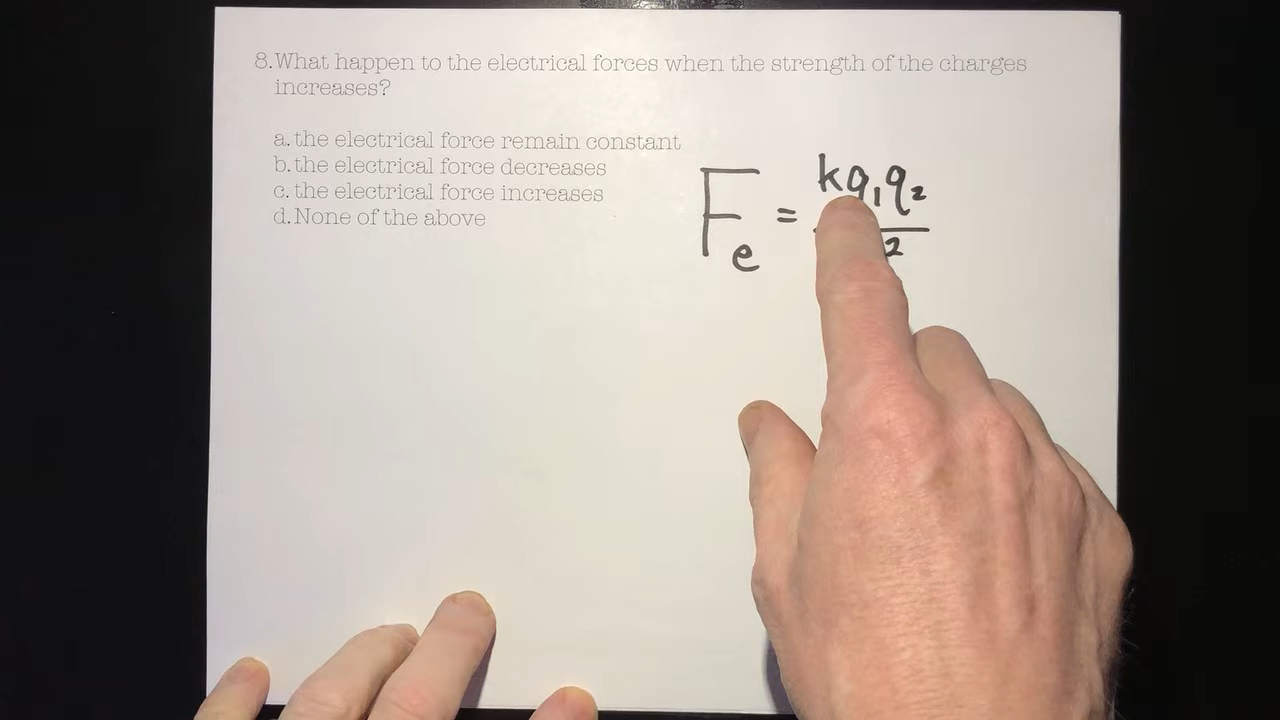 8. What happen to the electrical forces when the strength of the charges
increases?
a. the electrical force remain constant
b. the electrical force decreases
c. the electrical force increases
d. None of the above
Fe = kq₁q₂
2